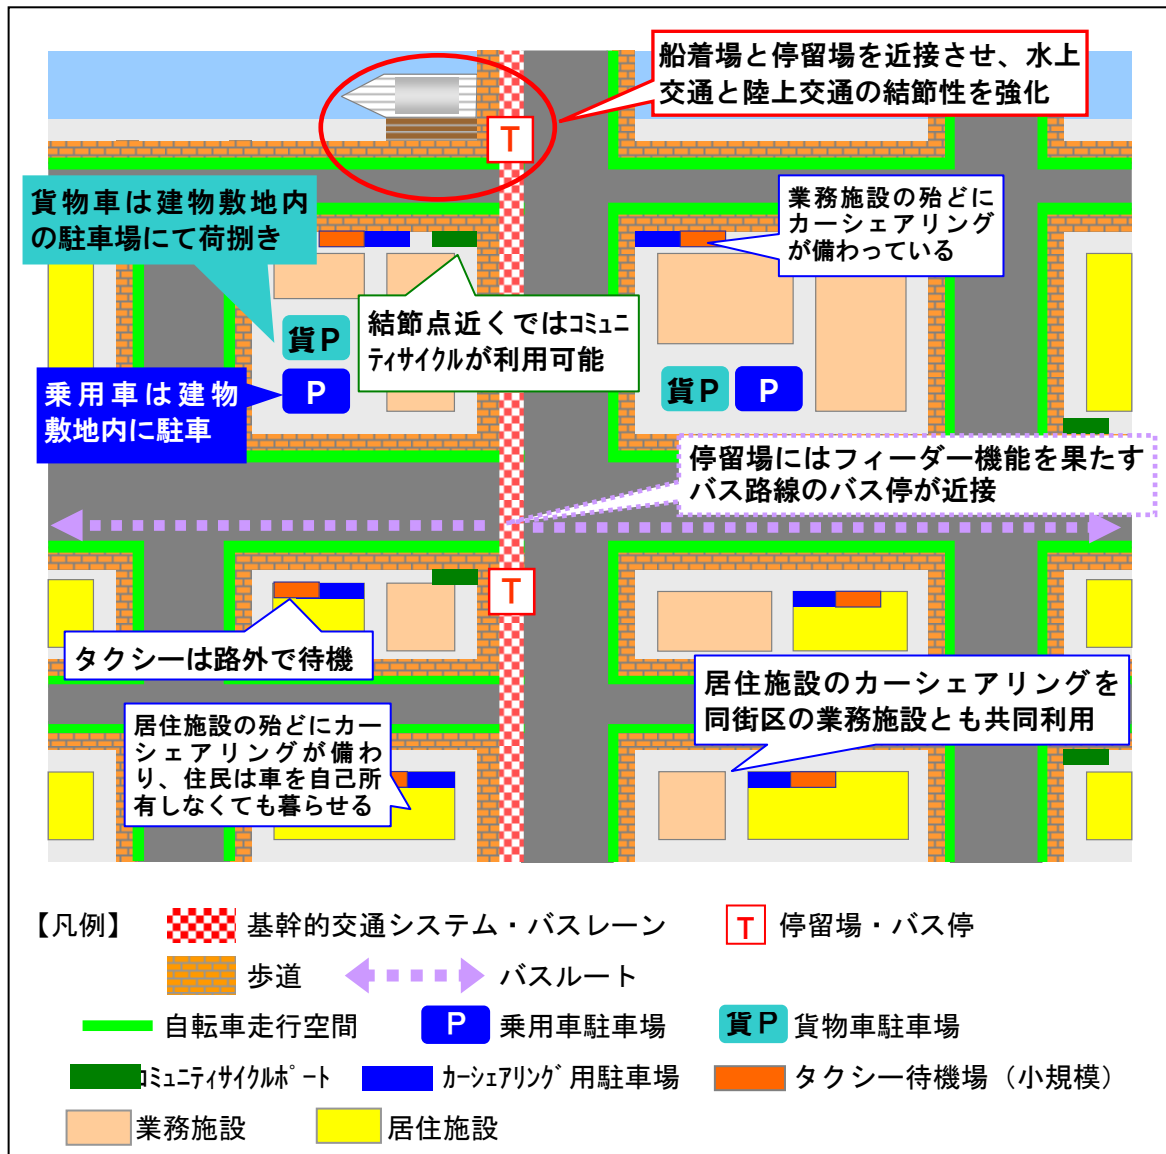 船着場と停留場を近接させ、水上
交通と陸上交通の結節性を強化
T
貨物車は建物敷地内
の駐車場にて荷捌き
業務施設の殆どに
カーシェアリング
が備わっている
結節点近くではｺﾐｭﾆ
ﾃｨｻｲｸﾙが利用可能
貨P
P
貨P
P
乗用車は建物
敷地内に駐車
停留場にはフィーダー機能を果たす
バス路線のバス停が近接
T
タクシーは路外で待機
居住施設のカーシェアリングを
同街区の業務施設とも共同利用
居住施設の殆どにカー
シェアリングが備わ
り、住民は車を自己所
有しなくても暮らせる
【凡例】
基幹的交通システム・バスレーン
T
停留場・バス停
歩道
バスルート
自転車走行空間
P
乗用車駐車場
貨P
貨物車駐車場
ｺﾐｭﾆﾃｨｻｲｸﾙﾎﾟｰﾄ
ｶｰｼｪｱﾘﾝｸﾞ用駐車場
タクシー待機場（小規模）
業務施設
居住施設